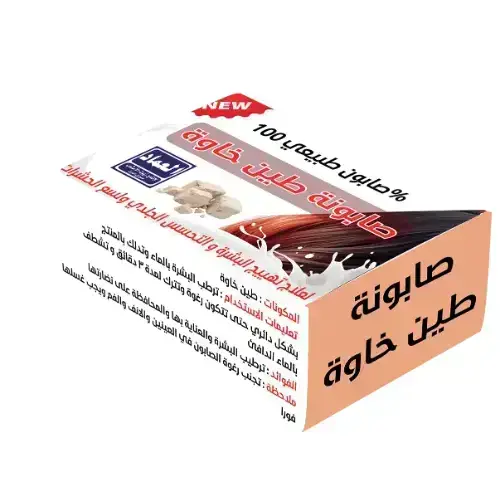 NEW
صابون طبيعي 100%
صابونة طين خاوة
العماد
لعلاج تهييج البشرة و التحسس الجلدي ولسع الحشرات
المكونات : طين خاوة
تعليمات الاستخدام : ترطب البشرة بالماء وتدلك بالمنتج
بشكل دائري حتى تتكون رغوة وتترك لمدة ٣ دقائق و تشطف
بالماء الدافئ
الفوائد : ترطيب البشرة والعناية بها والمحافظة على نضارتها
ملاحظة : تجنب رغوة الصابون في العينين والانف والفم ويجب غسلها
فورا
صابونة
طين خاوة